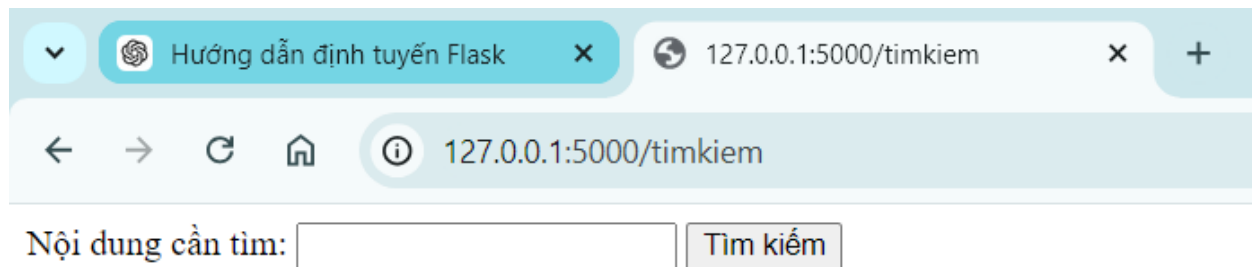 Hướng dẫn định tuyến Flask 127.0.0.1:5000/timkiem
127.0.0.1:5000/timkiem
Nội dung cần tìm: Tìm kiếm